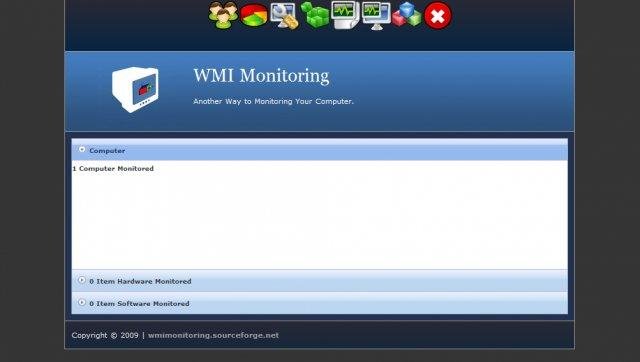 WMI Monitoring
Another Way to Monitoring Your Computer.
Computer
1 Computer Monitored
0 Item Hardware Monitored
0 Item Software Monitored
Copyright © 2009 | wmimonitoring.sourceforge.net